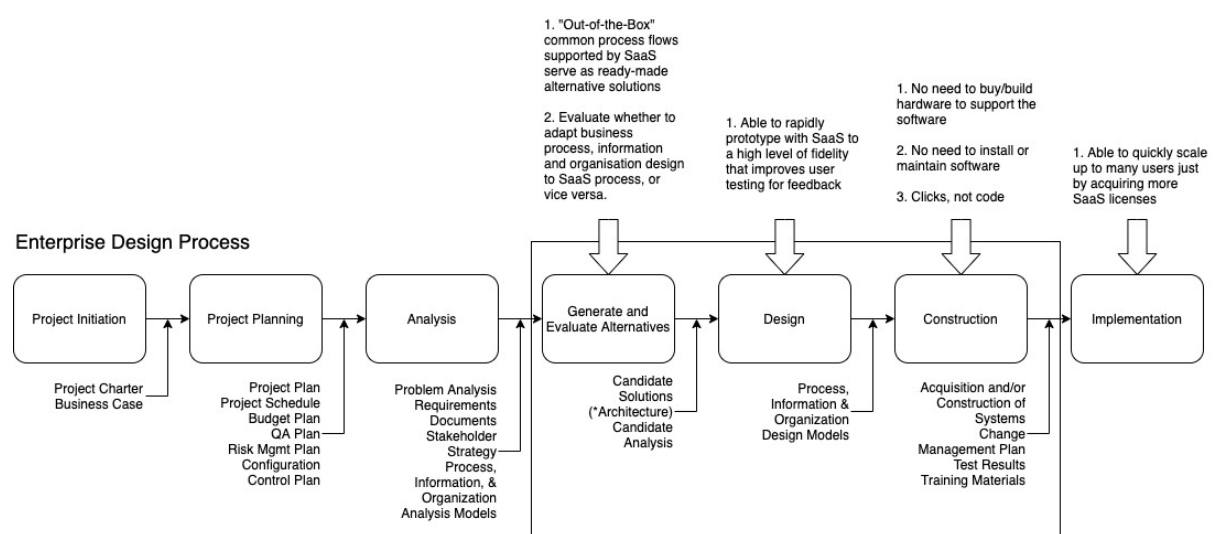 1. "Out-of-the-Box"
common process flows
supported by SaaS
serve as ready-made
alternative solutions
2. Evaluate whether to
adapt business
process, information
and organisation design
to SaaS process, or
vice versa.
1. Able to rapidly
prototype with SaaS to
a high level of fidelity
that improves user
testing for feedback
1. No need to buy/build
hardware to support the
software
2. No need to install or
maintain software
3. Clicks, not code
1. Able to quickly scale
up to many users just
by acquiring more
SaaS licenses
Enterprise Design Process
Project Initiation
Project Planning
Analysis
Generate and
Evaluate Alternatives
Design
Construction
Implementation
Project Charter
Business Case
Project Plan
Project Schedule
Budget Plan
QA Plan
Risk Mgmt Plan
Configuration
Control Plan
Problem Analysis
Requirements
Documents
Stakeholder
Strategy
Process,
Information, &
Organization
Analysis Models
Candidate
Solutions
(*Architecture)
Candidate
Analysis
Process,
Information &
Organization
Design Models
Acquisition and/or
Construction of
Systems
Change
Management Plan
Test Results
Training Materials